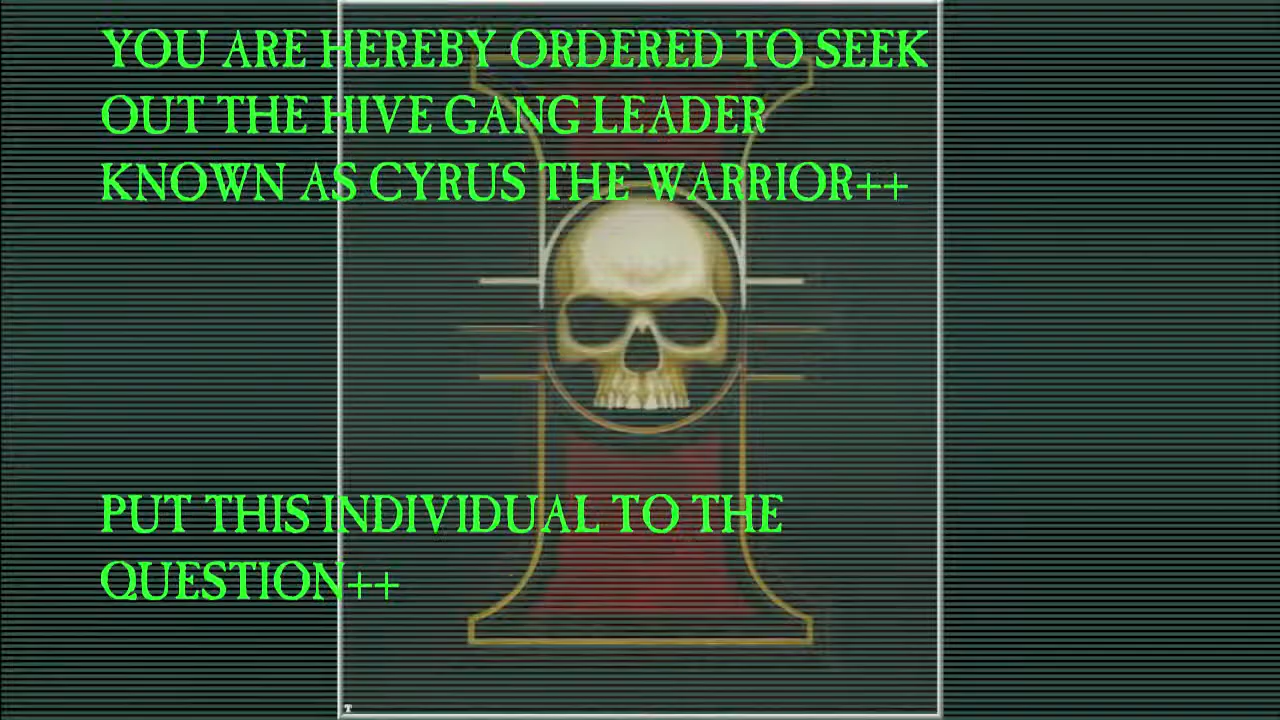 YOU ARE HEREBY ORDERED TO SEEK
OUT THE HIVE GANG LEADER
KNOWN AS CYRUS THE WARRIOR++
PUT THIS INDIVIDUAL TO THE
QUESTION++
T